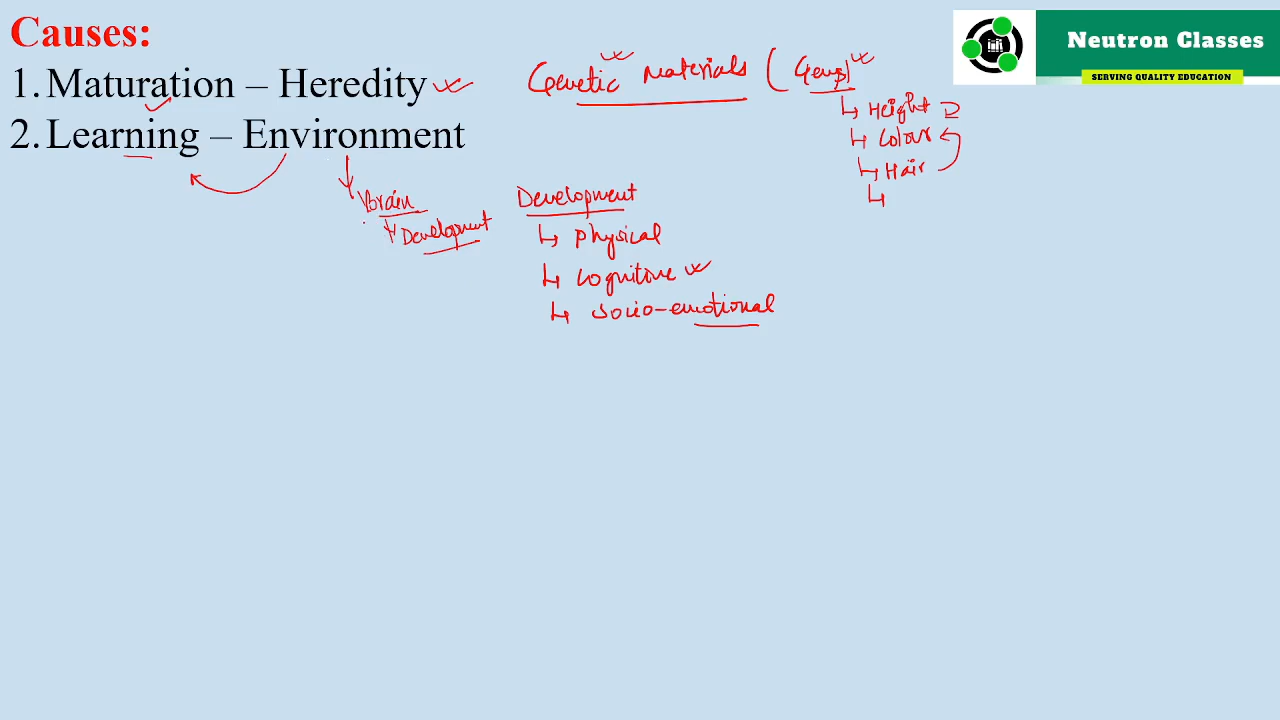 Causes:
1. Maturation – Heredity
2. Learning – Environment
Genetic Materials (Genes)
Height
Colour
Hair
Brain
Development
Development
Physical
Cognitive
Socio-emotional
Neutron Classes
SERVING QUALITY EDUCATION